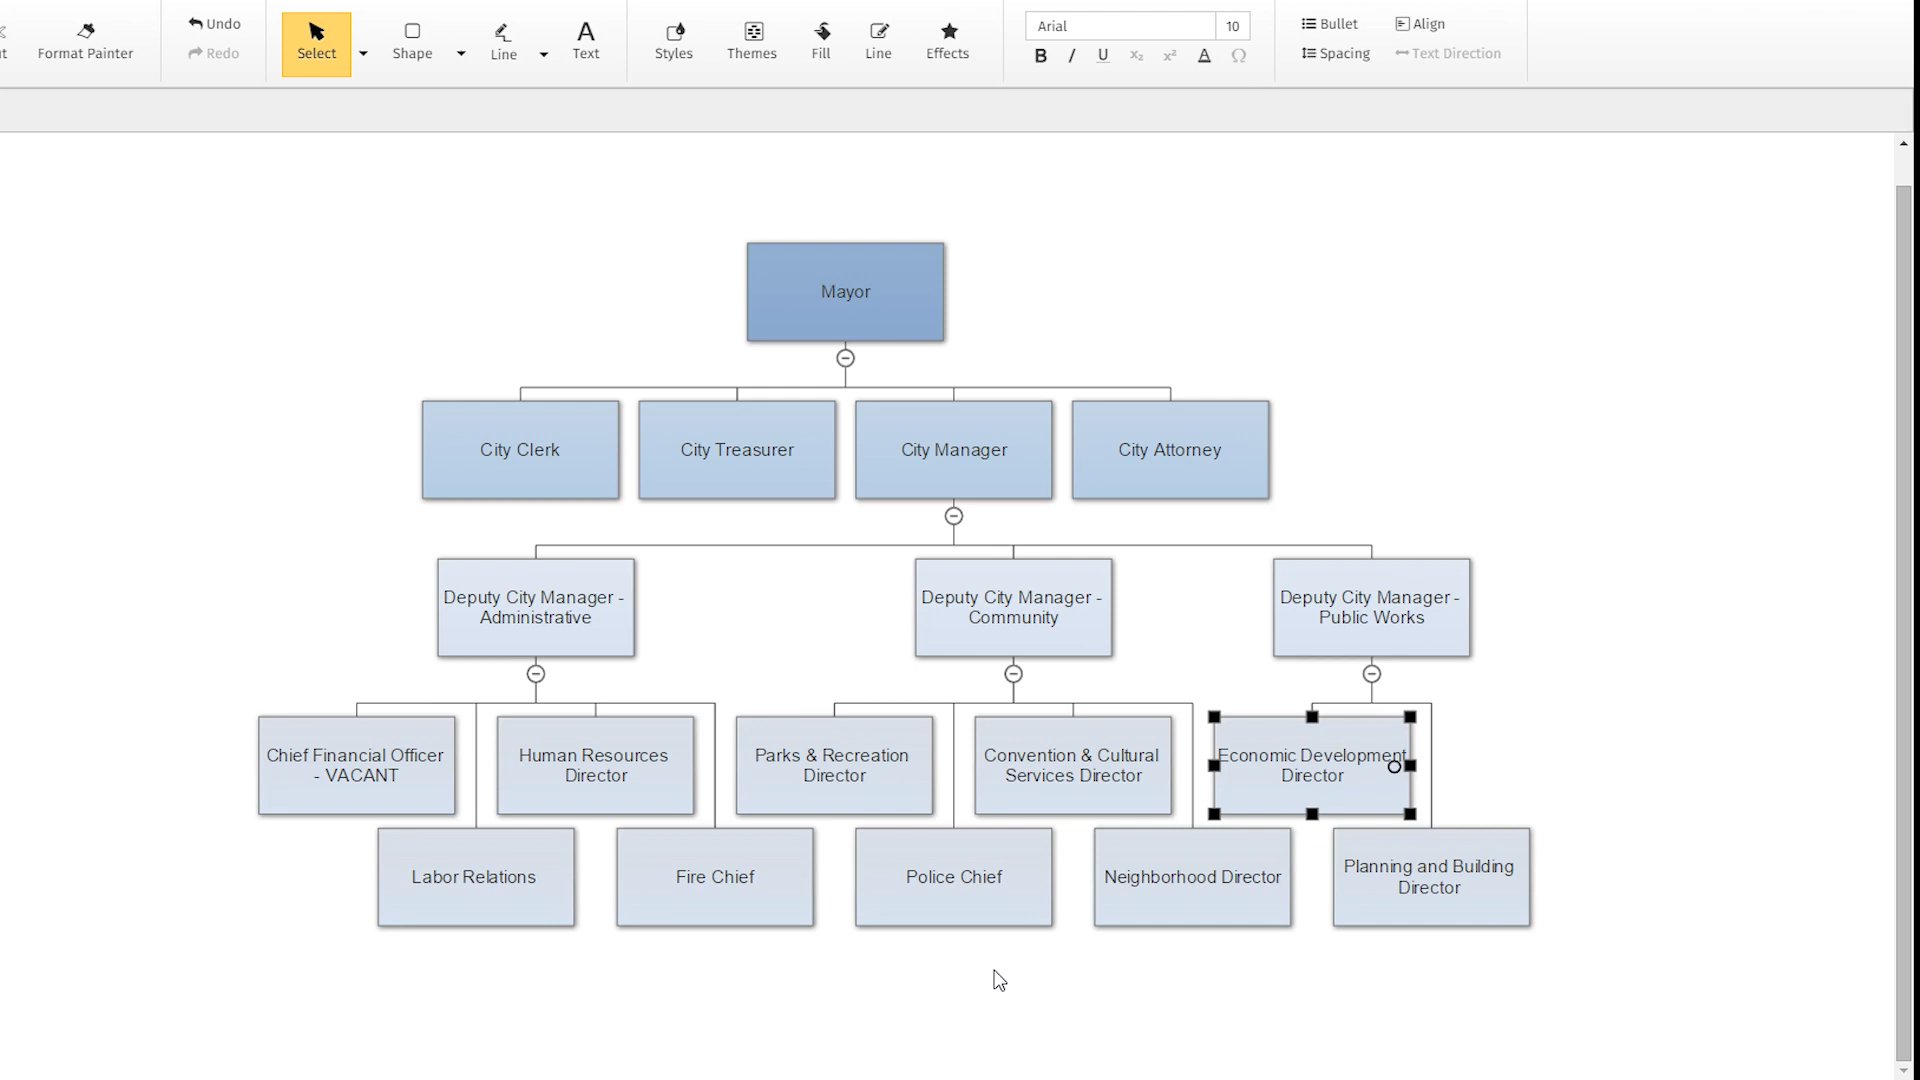 Format Painter
Undo
Redo
Select
Shape
Line
Text
Styles
Themes
Fill
Line
Effects
Arial
10
B I U x₂ x² A Ω
Bullet
Align
Spacing
Text Direction
Mayor
City Clerk
City Treasurer
City Manager
City Attorney
Deputy City Manager -
Administrative
Deputy City Manager -
Community
Deputy City Manager -
Public Works
Chief Financial Officer
- VACANT
Human Resources
Director
Parks & Recreation
Director
Convention & Cultural
Services Director
Economic Development
Director
Labor Relations
Fire Chief
Police Chief
Neighborhood Director
Planning and Building
Director